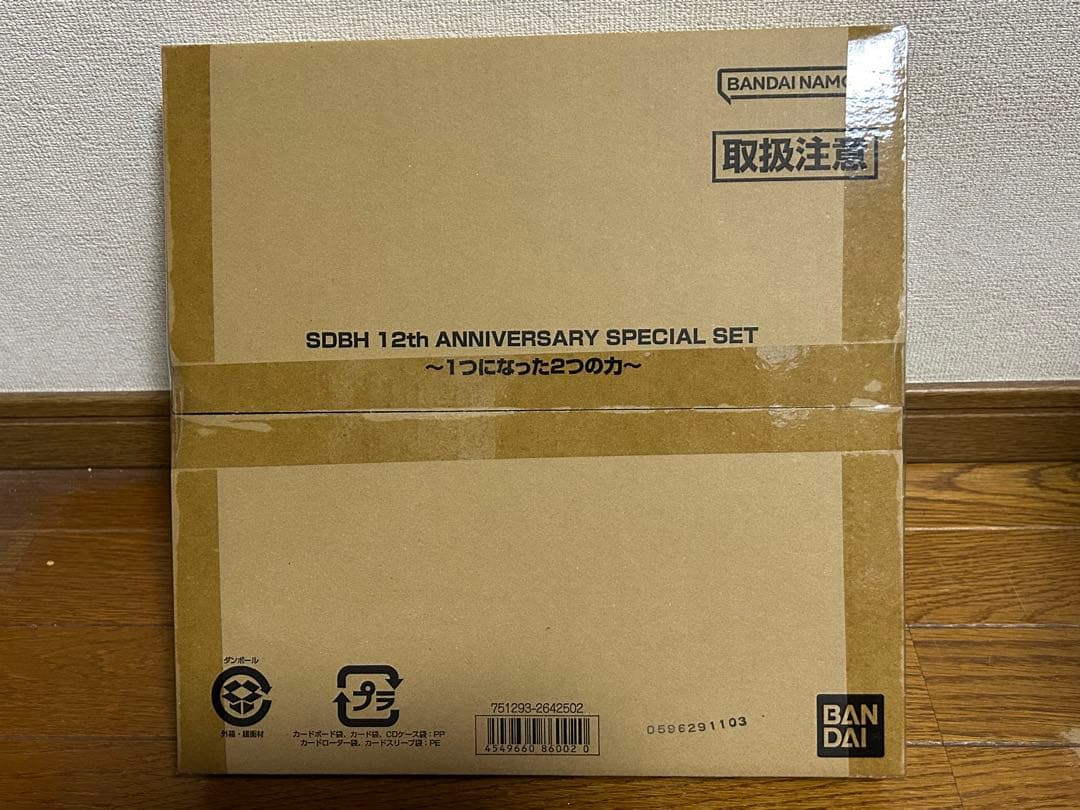 BANDAI NAM
取扱注意
SDBH 12th ANNIVERSARY SPECIAL SET
～1つになった2つの力～
ダンボール
外箱・緩衝材
プラ
カードボード袋、カード袋、CDケース袋:PP
カードローダー袋、カードスリーブ袋:PE
751293-2642502
4549660 86002 0
0596291103
BAN
DAI